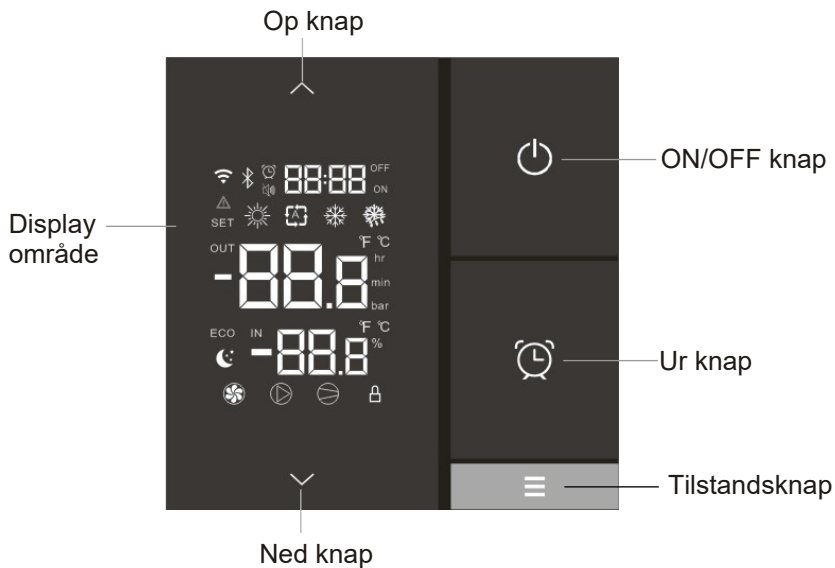 Op knap
ON/OFF knap
88:88 OFF
ON
SET
Display
område
OUT
°F °C
hr
-88.8
min
bar
ECO IN
°F °C
-88.8 %
Ur knap
Tilstandsknap
Ned knap